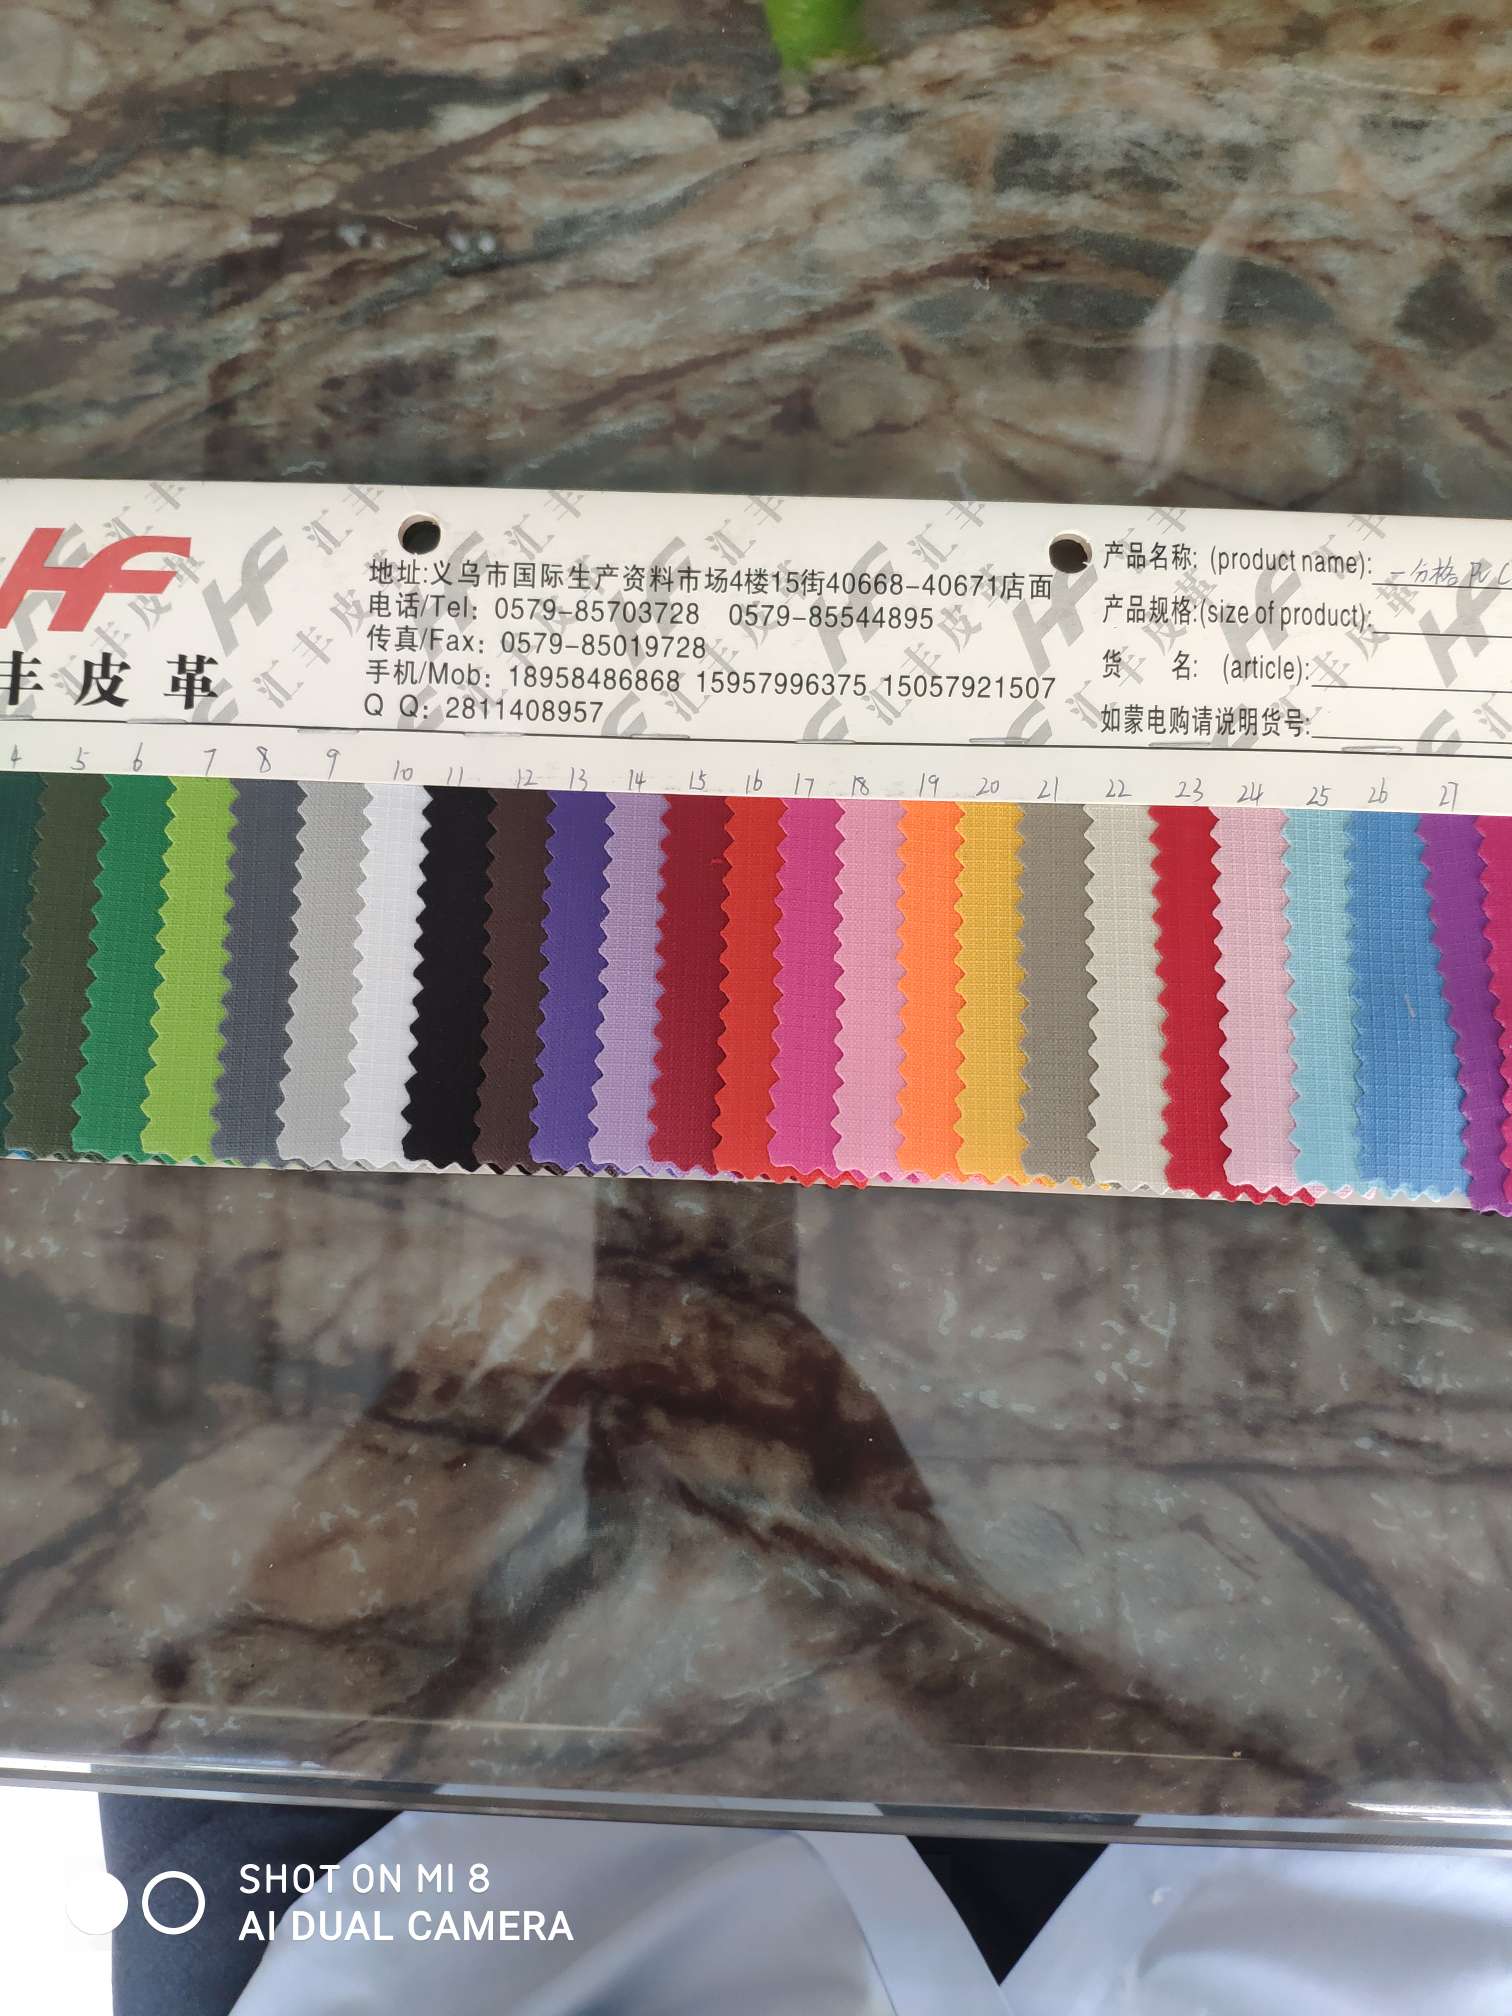 HF
丰皮革
地址:义乌市国际生产资料市场4楼15街40668-40671店面
电话/Tel: 0579-85703728 0579-85544895
传真/Fax: 0579-85019728
手机/Mob: 18958486868 15957996375 15057921507
Q Q: 2811408957
产品名称: (product name): 一分格
产品规格:(size of product):
货 名: (article):
如蒙电购请说明货号:
4 5 6 7 8 9 10 11 12 13 14 15 16 17 18 19 20 21 22 23 24 25 26 27
SHOT ON MI 8
AI DUAL CAMERA